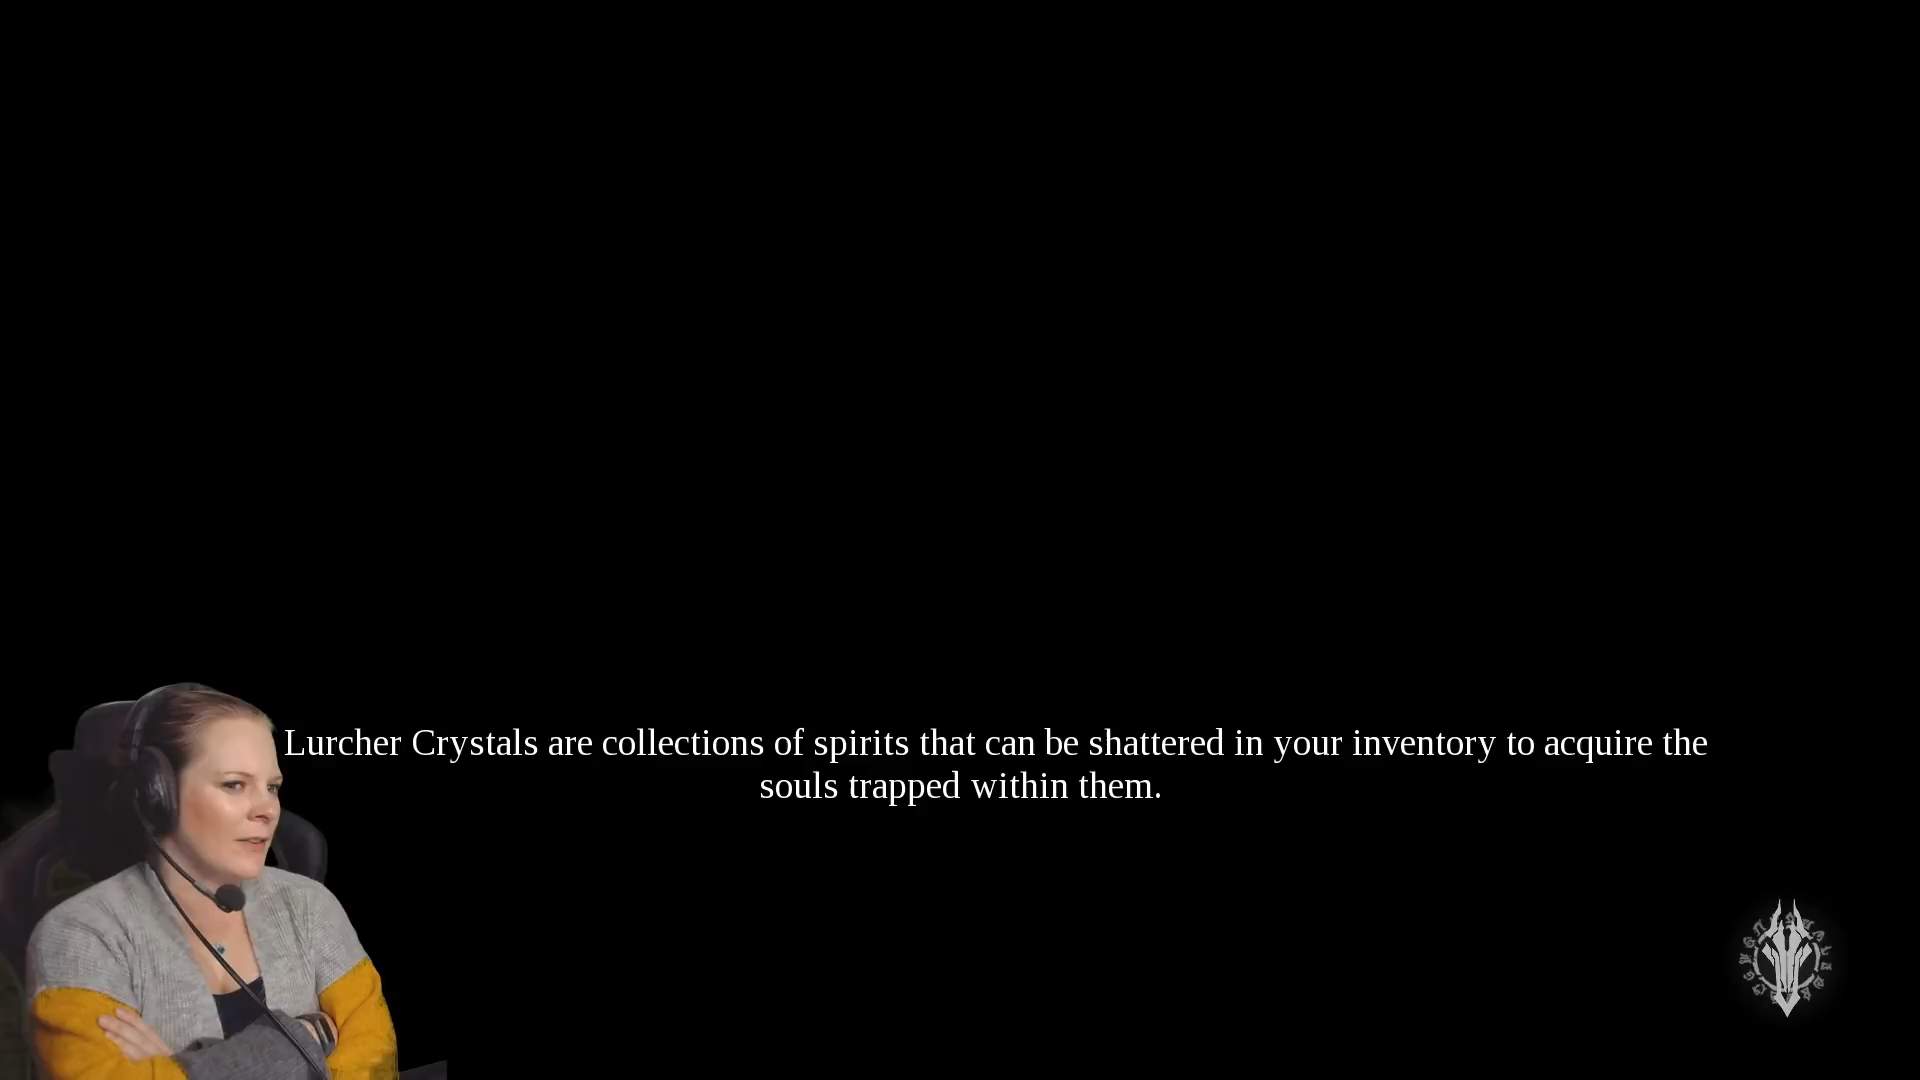 Lurcher Crystals are collections of spirits that can be shattered in your inventory to acquire the
souls trapped within them.